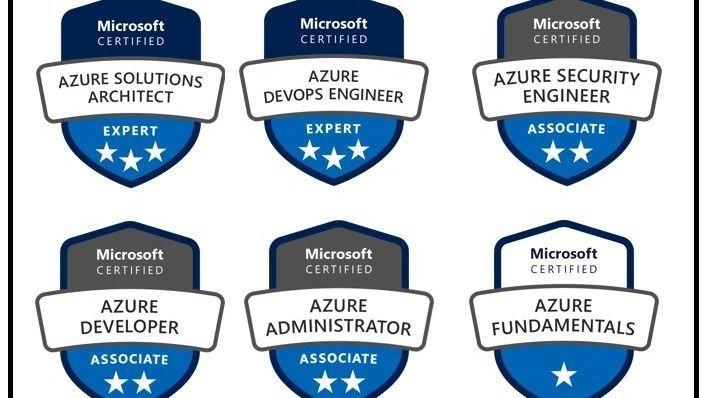 Microsoft
CERTIFIED
AZURE SOLUTIONS
ARCHITECT
EXPERT
Microsoft
CERTIFIED
AZURE
DEVOPS ENGINEER
EXPERT
Microsoft
CERTIFIED
AZURE SECURITY
ENGINEER
ASSOCIATE
Microsoft
CERTIFIED
AZURE
DEVELOPER
ASSOCIATE
Microsoft
CERTIFIED
AZURE
ADMINISTRATOR
ASSOCIATE
Microsoft
CERTIFIED
AZURE
FUNDAMENTALS